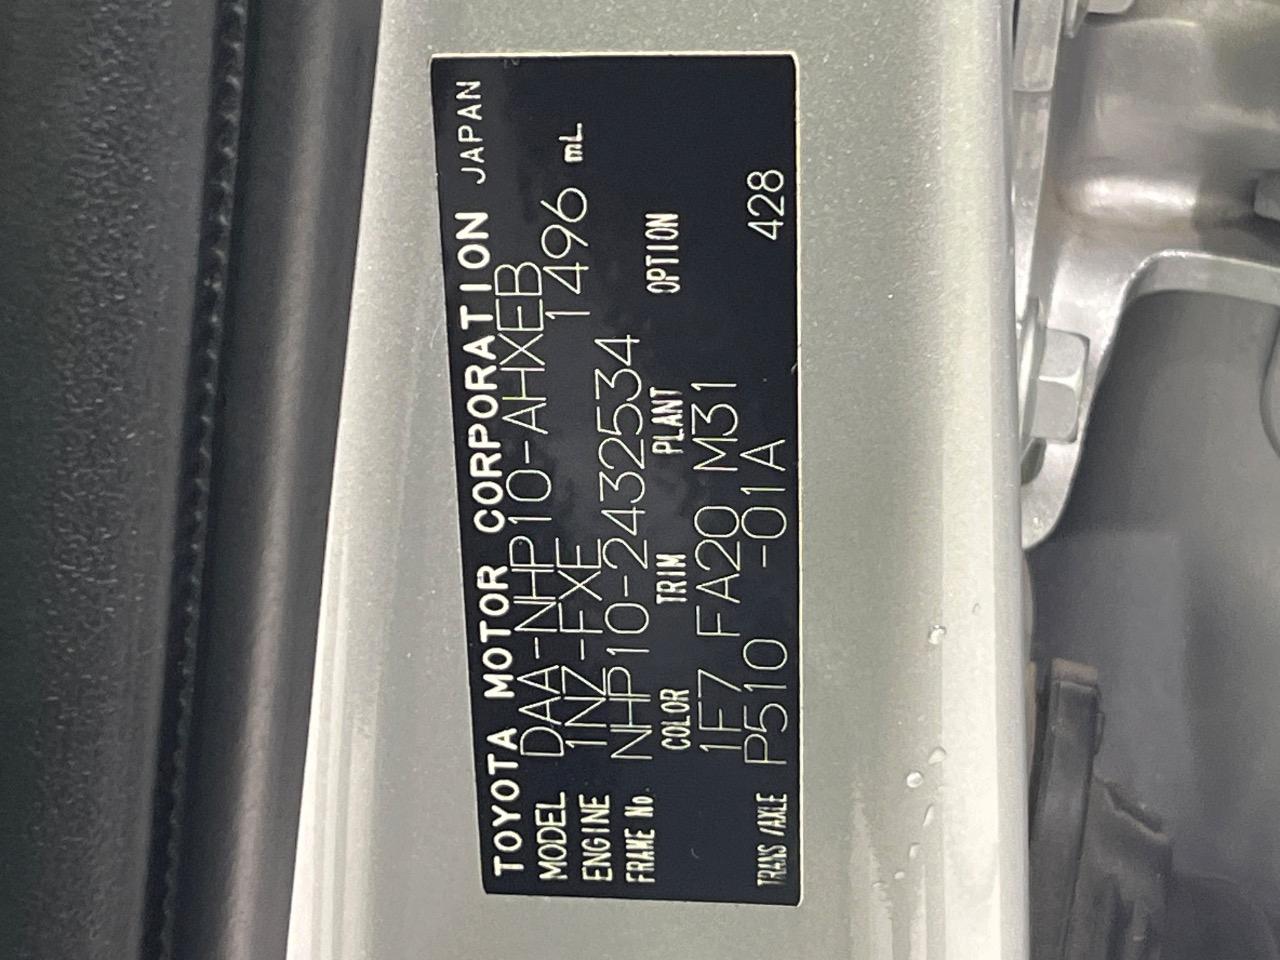 TOYOTA MOTOR CORPORATION JAPAN
MODEL DAA-NHP10-AHXEB
ENGINE 1NZ-FXE 1496 mL
FRAME No. NHP10-2432534
COLOR TRIM PLANT OPTION
1F7 FA20 M31
TRANS/AXLE P510 -01A 428